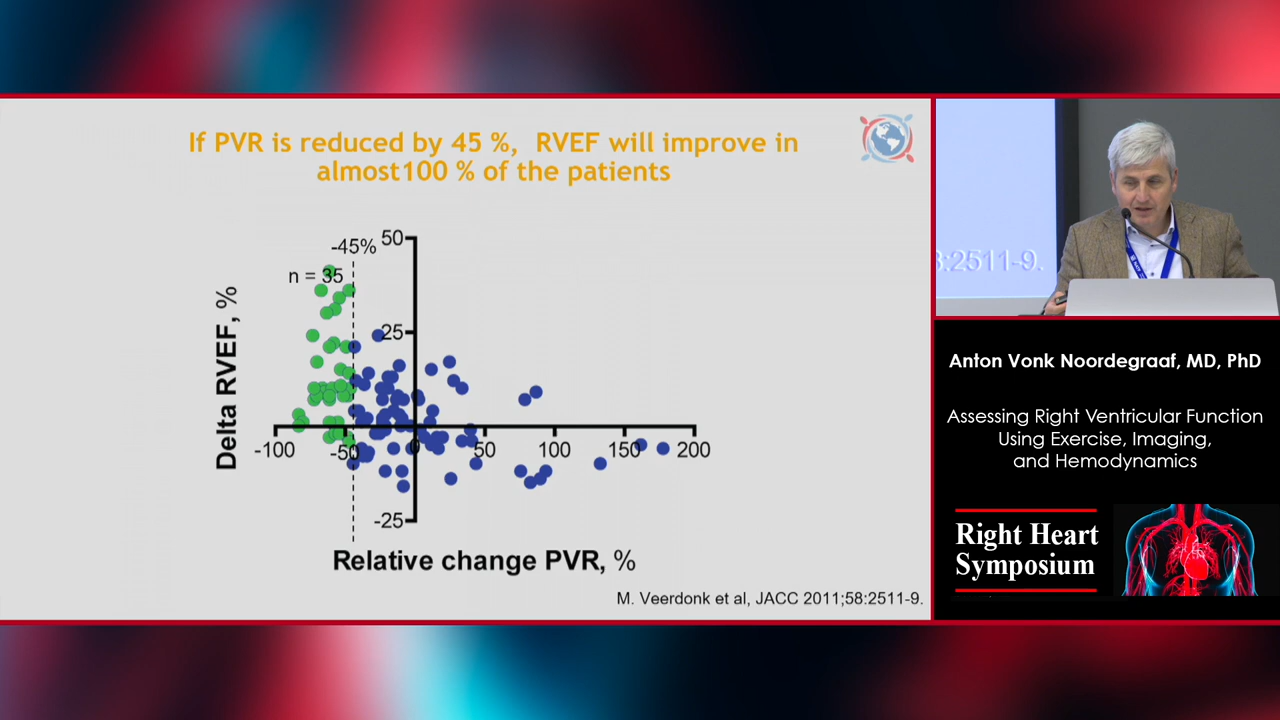 If PVR is reduced by 45 %, RVEF will improve in
almost100 % of the patients
-45%
50
n = 35
25
Delta RVEF, %
-100
-50
0
50
100
150
200
-25
Relative change PVR, %
M. Veerdonk et al, JACC 2011;58:2511-9.
:2511-9.
Anton Vonk Noordegraaf, MD, PhD
Assessing Right Ventricular Function
Using Exercise, Imaging,
and Hemodynamics
Right Heart
Symposium